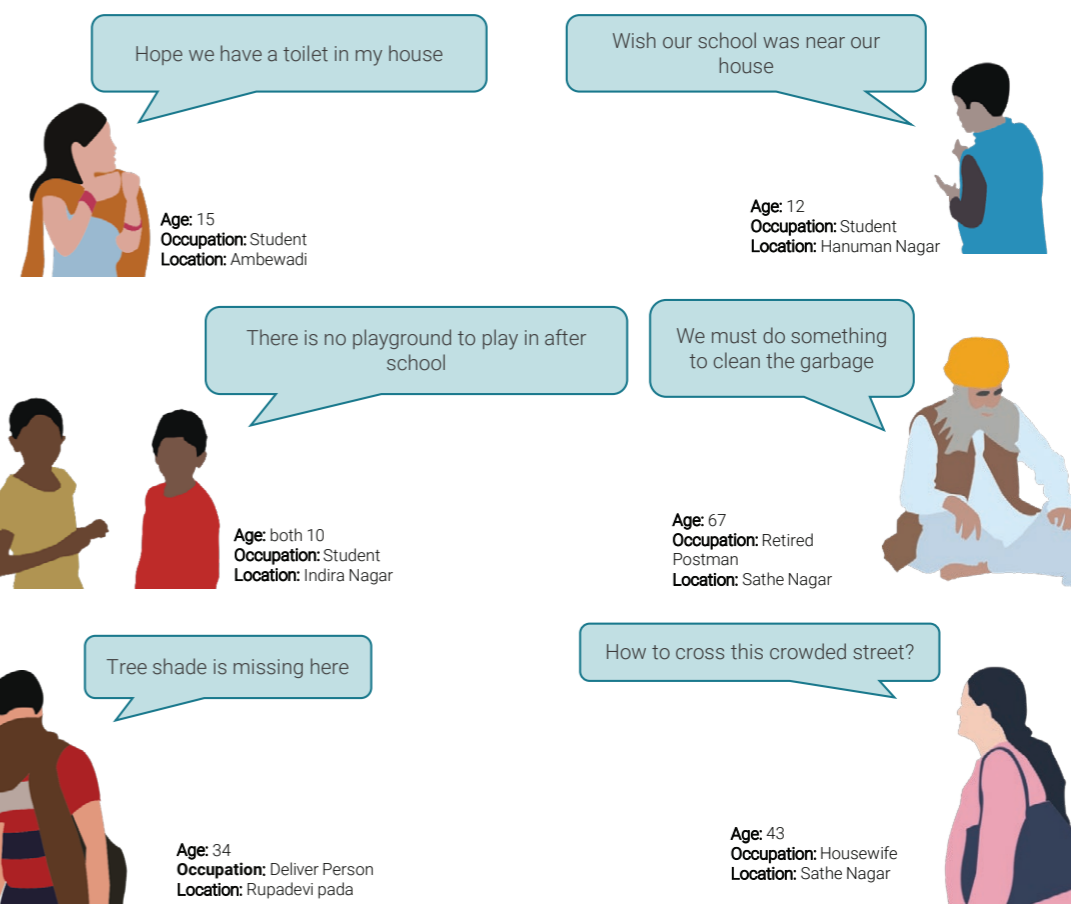 Hope we have a toilet in my house
Age: 15
Occupation: Student
Location: Ambewadi
Wish our school was near our
house
Age: 12
Occupation: Student
Location: Hanuman Nagar
There is no playground to play in after
school
Age: both 10
Occupation: Student
Location: Indira Nagar
We must do something
to clean the garbage
Age: 67
Occupation: Retired
Postman
Location: Sathe Nagar
Tree shade is missing here
Age: 34
Occupation: Deliver Person
Location: Rupadevi pada
How to cross this crowded street?
Age: 43
Occupation: Housewife
Location: Sathe Nagar